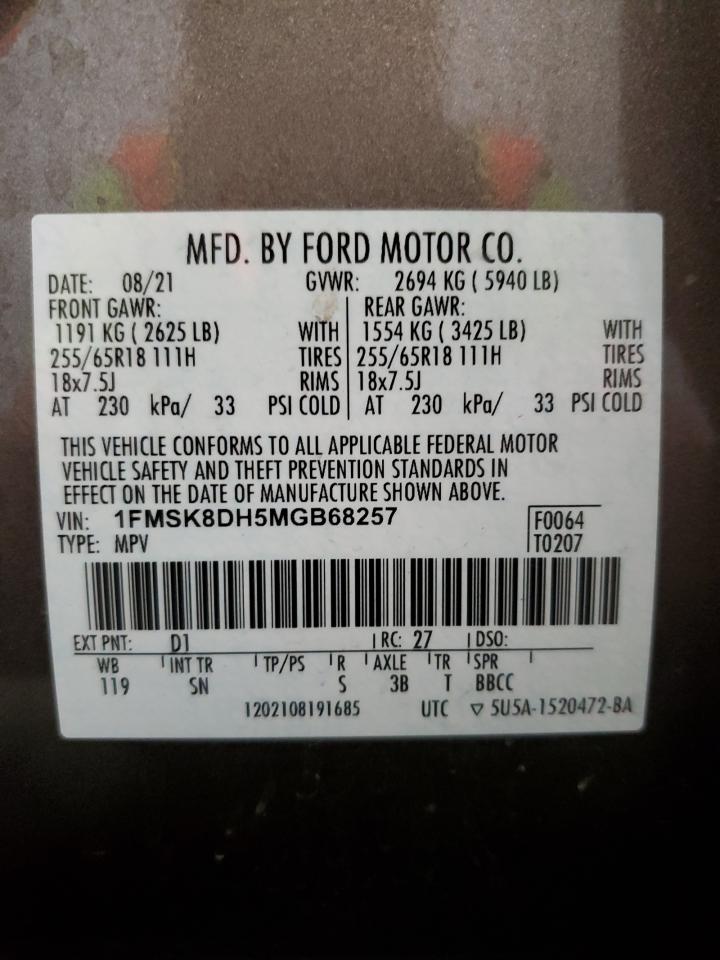 MFD. BY FORD MOTOR CO.
DATE: 08/21 GVWR: 2694 KG ( 5940 LB)
FRONT GAWR: REAR GAWR:
1191 KG ( 2625 LB) WITH 1554 KG ( 3425 LB) WITH
255/65R18 111H TIRES 255/65R18 111H TIRES
18x7.5J RIMS 18x7.5J RIMS
AT 230 kPa/ 33 PSI COLD AT 230 kPa/ 33 PSI COLD
THIS VEHICLE CONFORMS TO ALL APPLICABLE FEDERAL MOTOR
VEHICLE SAFETY AND THEFT PREVENTION STANDARDS IN
EFFECT ON THE DATE OF MANUFACTURE SHOWN ABOVE.
VIN: 1FMSK8DH5MGB68257 F0064
TYPE: MPV T0207
EXT PNT: D1 RC: 27 DSO:
WB INT TR TP/PS R AXLE TR SPR
119 SN S 3B T BBCC
1202108191685 UTC ▽ 5U5A-1520472-BA